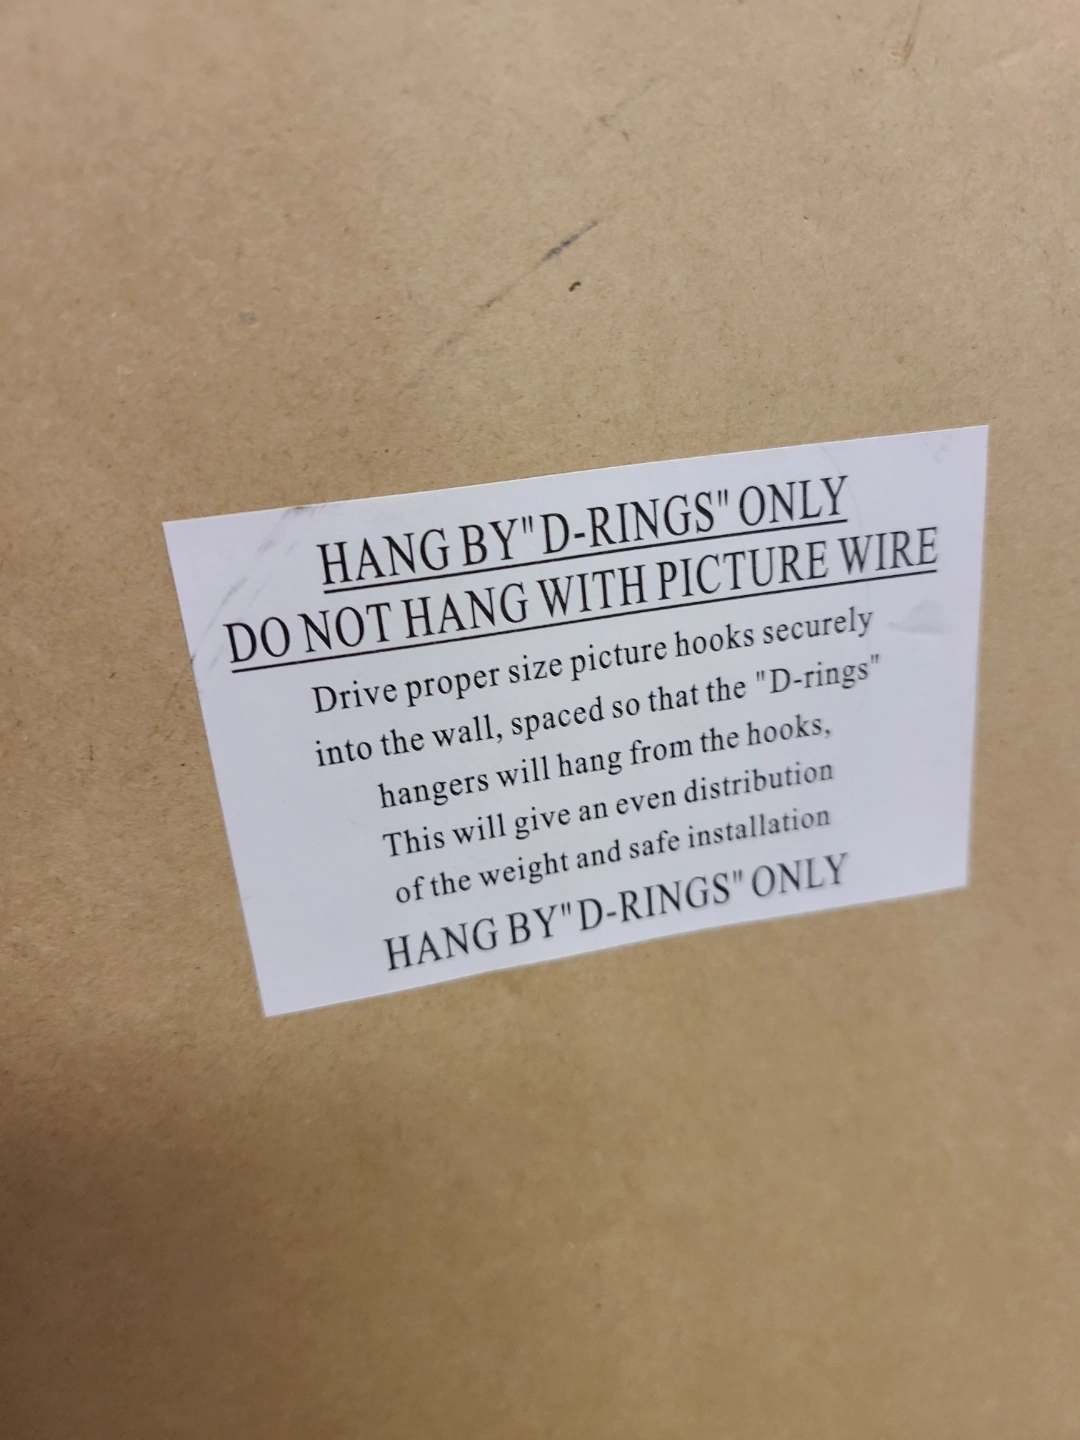 HANG BY "D-RINGS" ONLY
DO NOT HANG WITH PICTURE WIRE
Drive proper size picture hooks securely
into the wall, spaced so that the "D-rings"
hangers will hang from the hooks,
This will give an even distribution
of the weight and safe installation
HANG BY "D-RINGS" ONLY